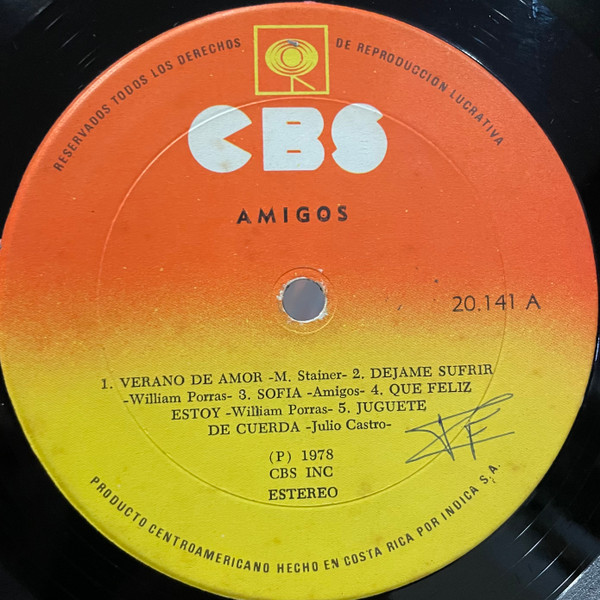 RESERVADOS TODOS LOS DERECHOS DE REPRODUCCION LUCRATIVA
CBS
AMIGOS
20.141 A
1. VERANO DE AMOR -M. Stainer- 2. DEJAME SUFRIR
-William Porras- 3. SOFIA -Amigos- 4. QUE FELIZ
ESTOY -William Porras- 5. JUGUETE
DE CUERDA -Julio Castro-
(P) 1978
CBS INC
ESTEREO
PRODUCTO CENTROAMERICANO HECHO EN COSTA RICA POR INDICA S.A.